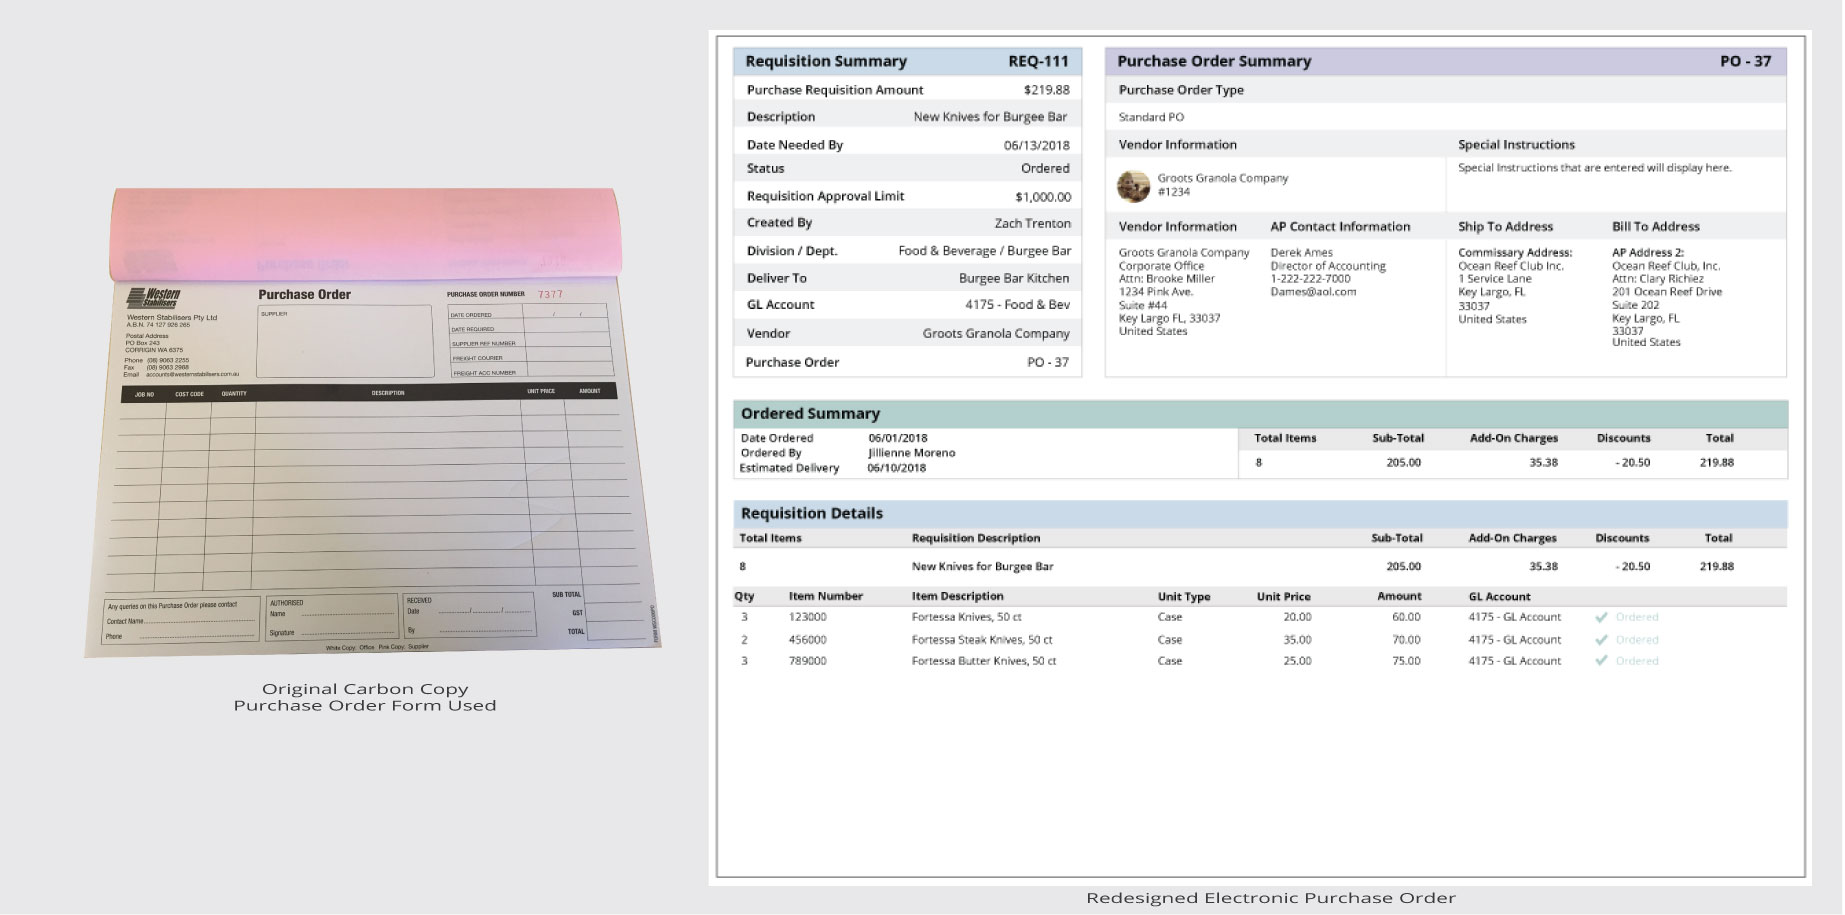 Western
Stabilisers
Western Stabilisers Pty Ltd
A.B.N. 74 127 926 265
Postal Address
PO Box 243
CORRIGIN WA 6375
Phone (08) 9063 2255
Fax (08) 9063 2988
Email accounts@westernstabilisers.com.au
Purchase Order
SUPPLIER
PURCHASE ORDER NUMBER 7377
DATE ORDERED / /
DATE REQUIRED
SUPPLIER REF NUMBER
FREIGHT COURIER
FREIGHT ACC NUMBER
JOB NO COST CODE QUANTITY DESCRIPTION UNIT PRICE AMOUNT
Any queries on this Purchase Order please contact
Contact Name
Phone
AUTHORISED
Name
Signature
RECEIVED
Date / /
By
SUB TOTAL
GST
TOTAL
White Copy: Office Pink Copy: Supplier
Original Carbon Copy
Purchase Order Form Used
Requisition Summary REQ-111
Purchase Requisition Amount $219.88
Description New Knives for Burgee Bar
Date Needed By 06/13/2018
Status Ordered
Requisition Approval Limit $1,000.00
Created By Zach Trenton
Division / Dept. Food & Beverage / Burgee Bar
Deliver To Burgee Bar Kitchen
GL Account 4175 - Food & Bev
Vendor Groots Granola Company
Purchase Order PO - 37
Purchase Order Summary PO - 37
Purchase Order Type
Standard PO
Vendor Information
Groots Granola Company
#1234
Special Instructions
Special Instructions that are entered will display here.
Vendor Information
Groots Granola Company
Corporate Office
Attn: Brooke Miller
1234 Pink Ave.
Suite #44
Key Largo FL, 33037
United States
AP Contact Information
Derek Ames
Director of Accounting
1-222-222-7000
Dames@aol.com
Ship To Address
Commissary Address:
Ocean Reef Club Inc.
1 Service Lane
Key Largo, FL
33037
United States
Bill To Address
AP Address 2:
Ocean Reef Club, Inc.
Attn: Clary Richiez
201 Ocean Reef Drive
Suite 202
Key Largo, FL
33037
United States
Ordered Summary
Date Ordered 06/01/2018
Ordered By Jillienne Moreno
Estimated Delivery 06/10/2018
Total Items Sub-Total Add-On Charges Discounts Total
8 205.00 35.38 - 20.50 219.88
Requisition Details
Total Items Requisition Description Sub-Total Add-On Charges Discounts Total
8 New Knives for Burgee Bar 205.00 35.38 - 20.50 219.88
Qty Item Number Item Description Unit Type Unit Price Amount GL Account
3 123000 Fortessa Knives, 50 ct Case 20.00 60.00 4175 - GL Account Ordered
2 456000 Fortessa Steak Knives, 50 ct Case 35.00 70.00 4175 - GL Account Ordered
3 789000 Fortessa Butter Knives, 50 ct Case 25.00 75.00 4175 - GL Account Ordered
Redesigned Electronic Purchase Order